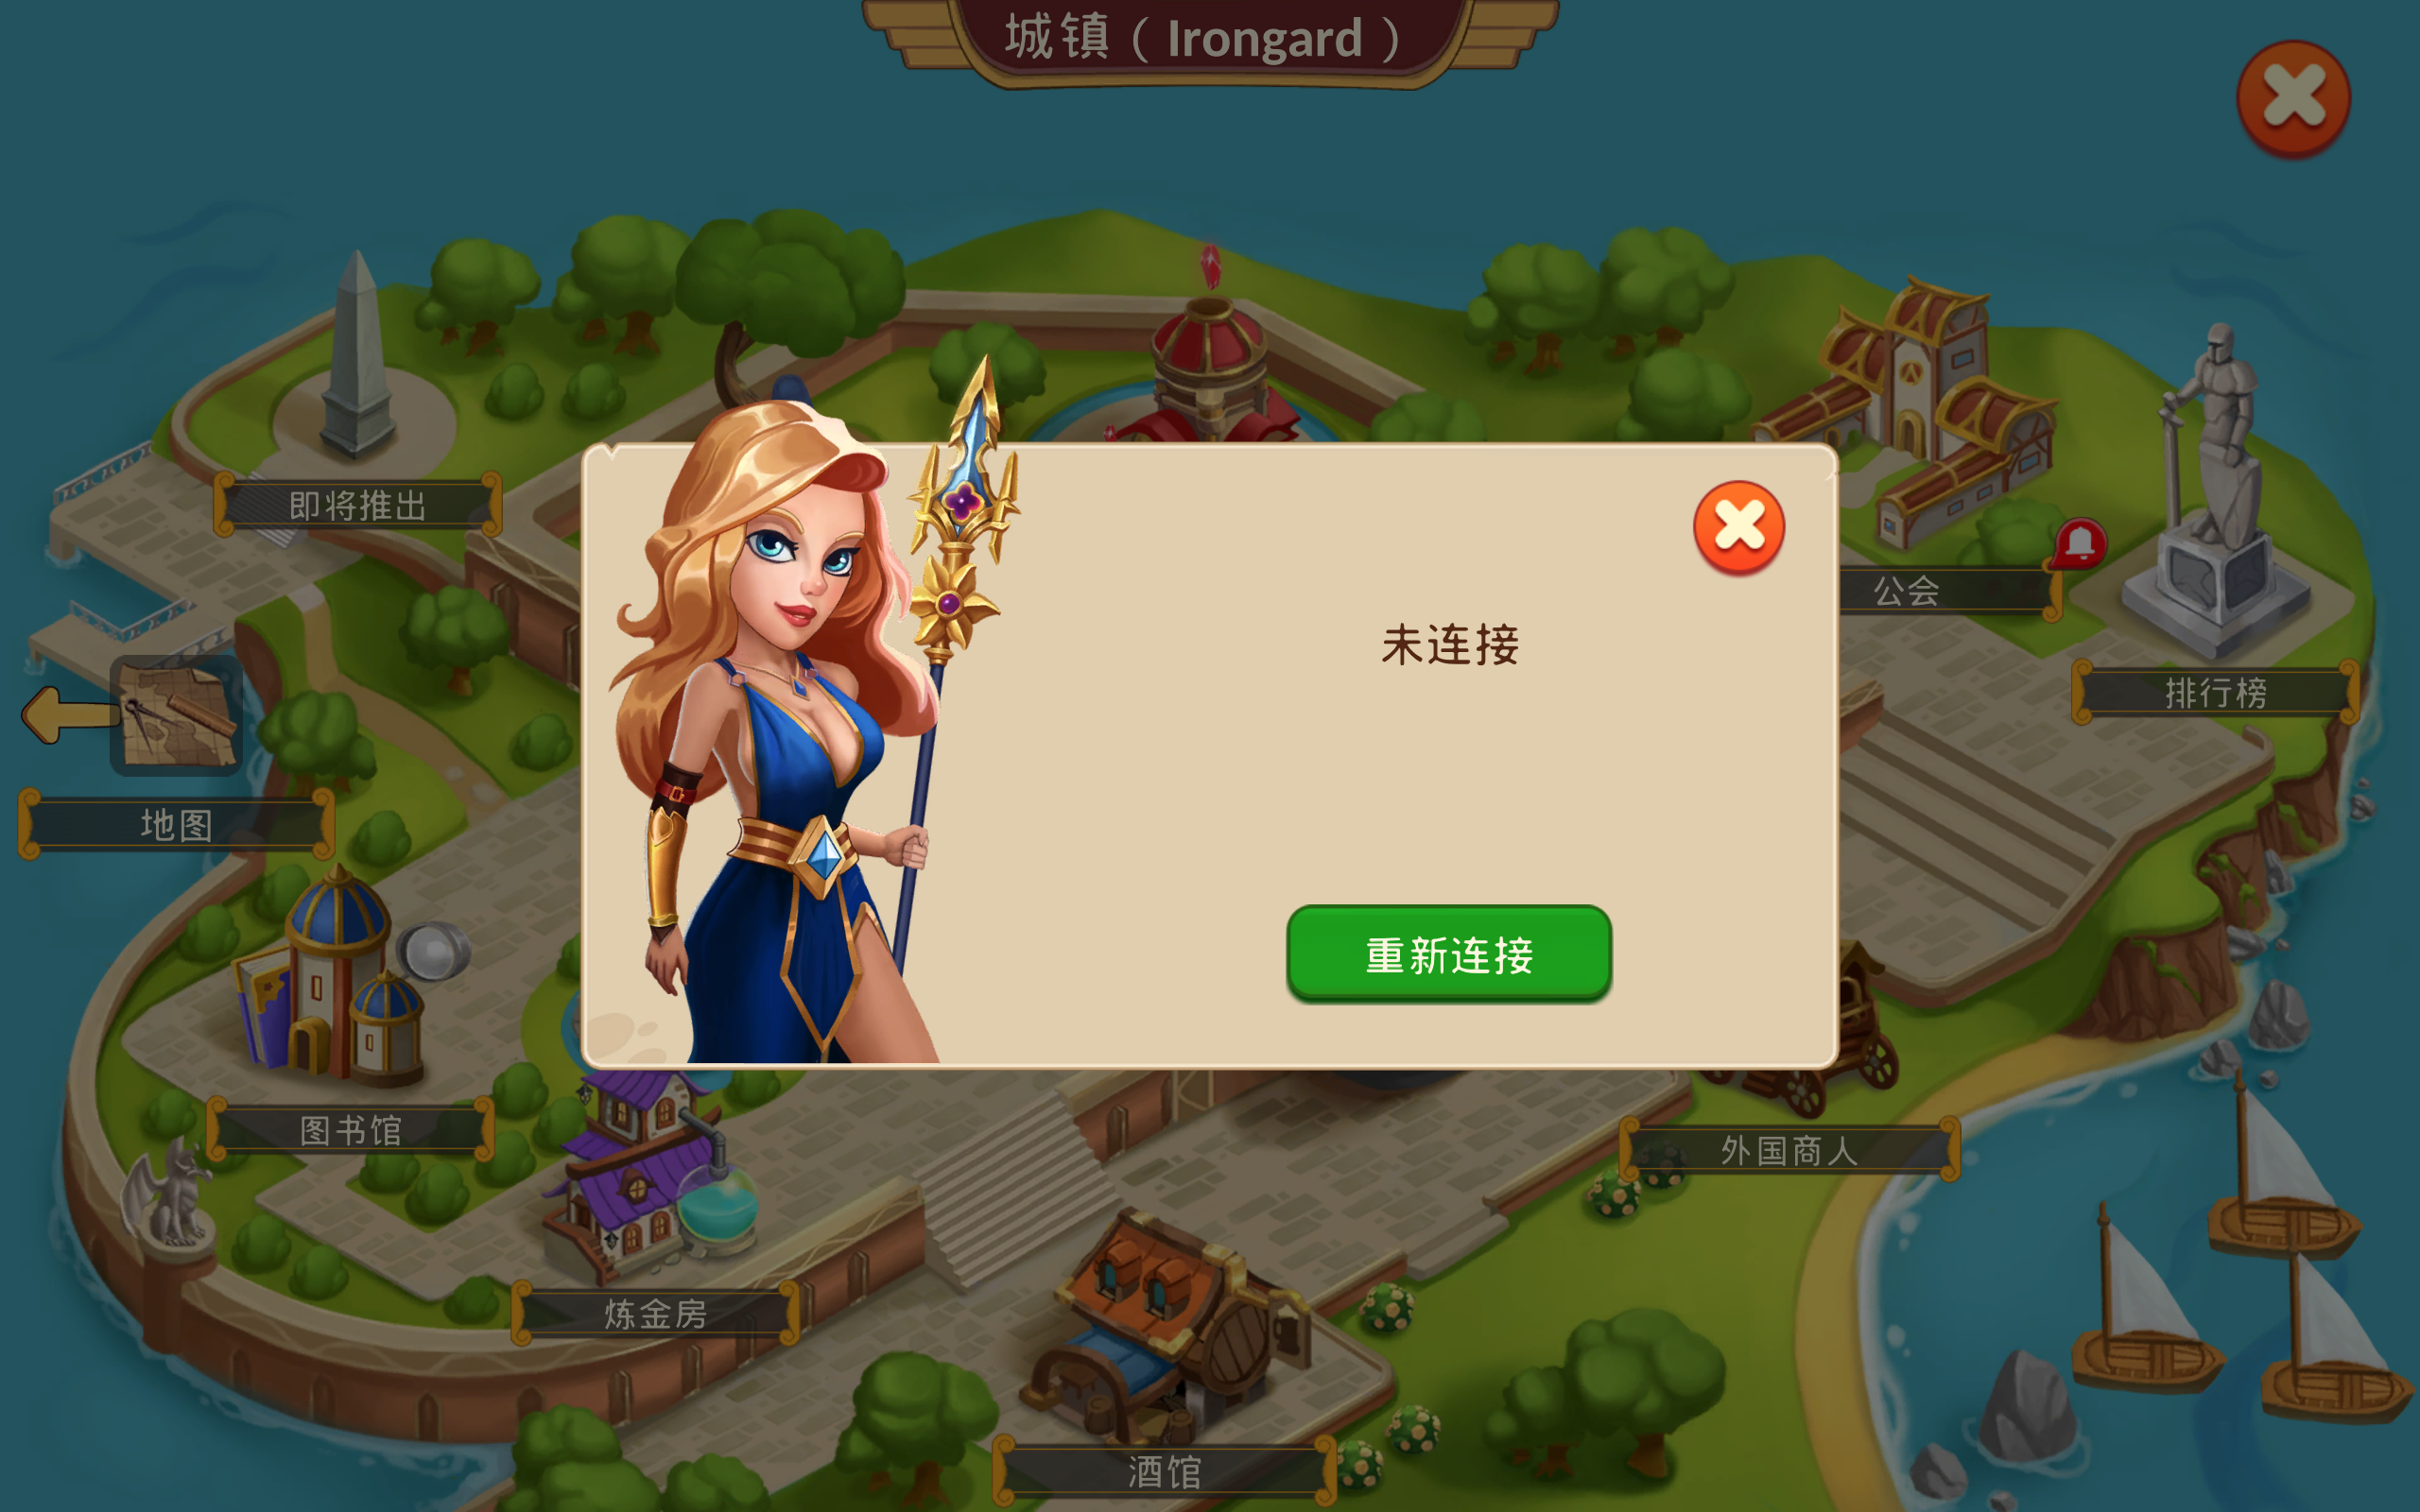 城镇（Irongard）
即将推出
公会
未连接
排行榜
地图
重新连接
图书馆
外国商人
炼金房
酒馆